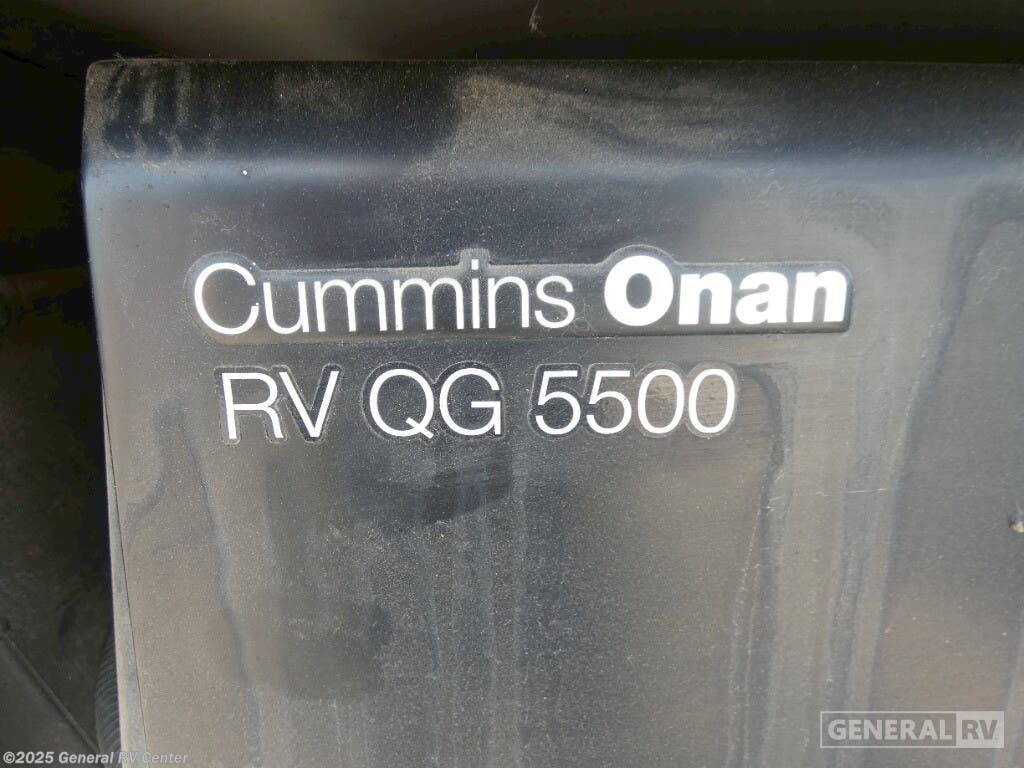 Cummins Onan
RV QG 5500
GENERAL RV
©2025 General RV Center